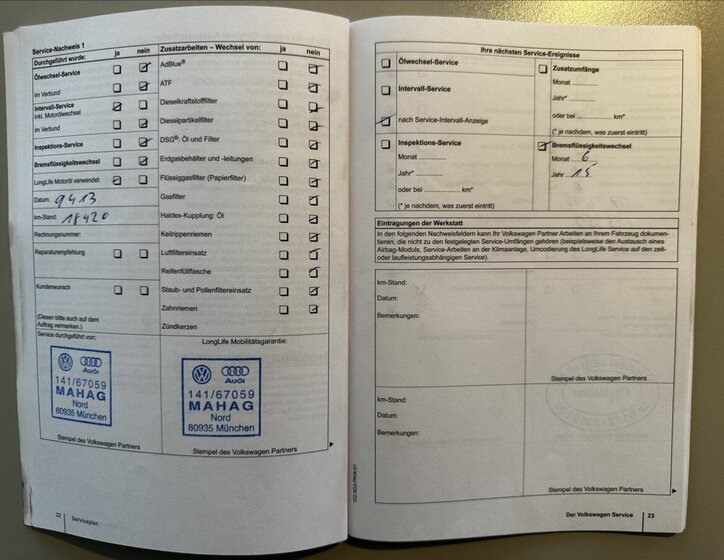 Service-Nachweis 1
Durchgeführt wurde: ja nein
Ölwechsel-Service
im Verbund
Intervall-Service
inkl. Motorölwechsel
im Verbund
Inspektions-Service
Bremsflüssigkeitswechsel
LongLife Motoröl verwendet
Datum: 9413
km-Stand: 18420
Rechnungsnummer:
Reparaturempfehlung
Kundenwunsch
(Diesen bitte auch auf dem
Auftrag vermerken.)
Service durchgeführt von:
Audi
141/67059
MAHAG
Nord
80935 München
Stempel des Volkswagen Partners
Zusatzarbeiten – Wechsel von: ja nein
AdBlue®
ATF
Dieselkraftstofffilter
Dieselpartikelfilter
DSG®: Öl und Filter
Erdgasbehälter und -leitungen
Flüssiggasfilter (Papierfilter)
Gasfilter
Haldex-Kupplung: Öl
Keilrippenriemen
Luftfiltereinsatz
Reifenfüllflasche
Staub- und Pollenfiltereinsatz
Zahnriemen
Zündkerzen
LongLife Mobilitätsgarantie:
Audi
141/67059
MAHAG
Nord
80935 München
Stempel des Volkswagen Partners
22 Serviceplan
Ihre nächsten Service-Ereignisse
Ölwechsel-Service
Intervall-Service
nach Service-Intervall-Anzeige
Zusatzumfänge
Monat ..............
Jahr* ..............
oder bei .............. km*
(* je nachdem, was zuerst eintritt)
Inspektions-Service
Monat ..............
Jahr* ..............
oder bei .............. km*
(* je nachdem, was zuerst eintritt)
Bremsflüssigkeitswechsel
Monat 6
Jahr 15
Eintragungen der Werkstatt
In den folgenden Nachweisfeldern kann Ihr Volkswagen Partner Arbeiten an Ihrem Fahrzeug dokumen-
tieren, die nicht zu den festgelegten Service-Umfängen gehören (beispielsweise den Austausch eines
Airbag-Moduls, Service-Arbeiten an der Klimaanlage, Umcodierung des LongLife Service auf den zeit-
oder laufleistungsabhängigen Service).
km-Stand:
Datum:
Bemerkungen:
Stempel des Volkswagen Partners
km-Stand:
Datum:
Bemerkungen:
Stempel des Volkswagen Partners
Der Volkswagen Service 23